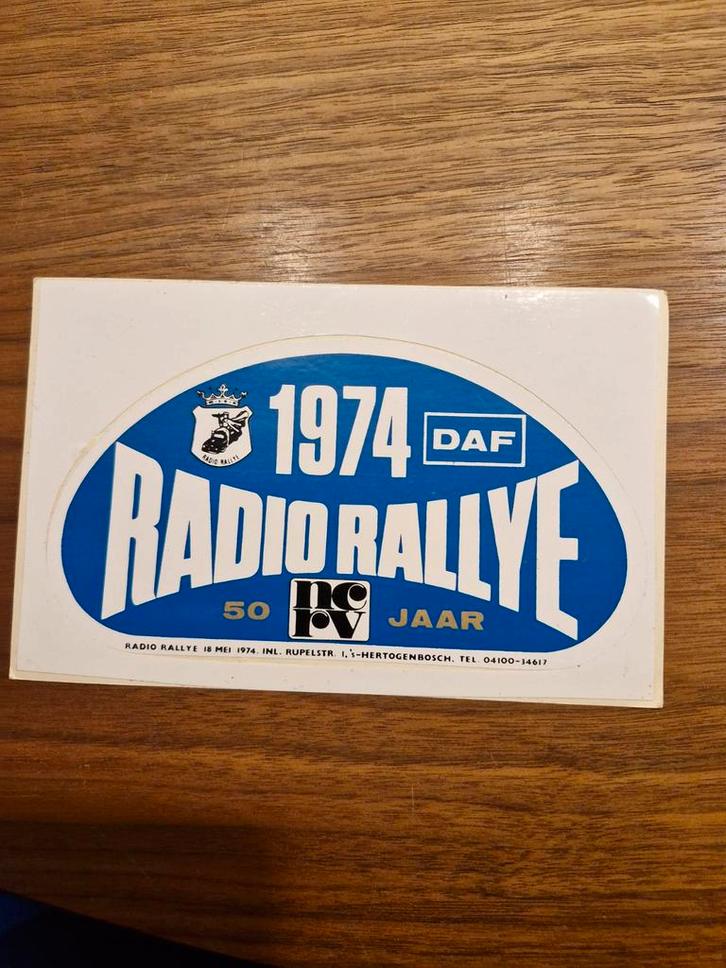 1974
DAF
RADIO RALLYE
RADIO RALLYE
50 ncrv JAAR
RADIO RALLYE 18 MEI 1974. INL. RUPELSTR. 1, 's-HERTOGENBOSCH. TEL. 04100-34617